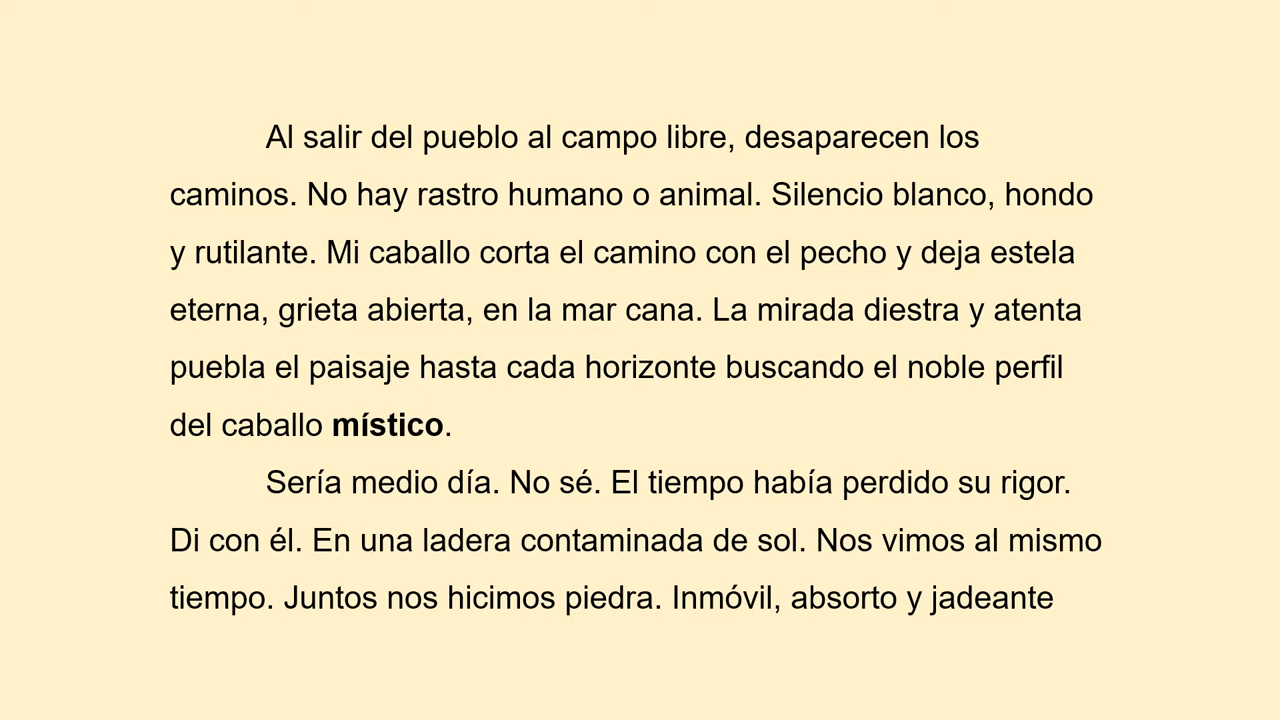 Al salir del pueblo al campo libre, desaparecen los
caminos. No hay rastro humano o animal. Silencio blanco, hondo
y rutilante. Mi caballo corta el camino con el pecho y deja estela
eterna, grieta abierta, en la mar cana. La mirada diestra y atenta
puebla el paisaje hasta cada horizonte buscando el noble perfil
del caballo místico.
Sería medio día. No sé. El tiempo había perdido su rigor.
Di con él. En una ladera contaminada de sol. Nos vimos al mismo
tiempo. Juntos nos hicimos piedra. Inmóvil, absorto y jadeante